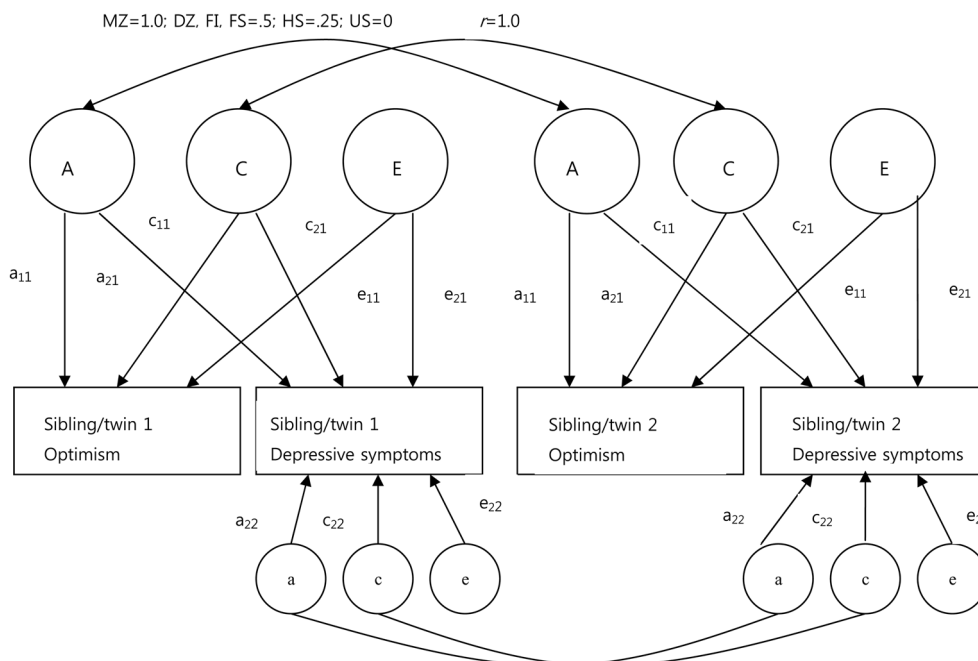 MZ=1.0; DZ, FI, FS=.5; HS=.25; US=0 r=1.0
A C E A C E
c₁₁ c₂₁ c₁₁ c₂₁
a₁₁ a₂₁ e₁₁ e₂₁ a₁₁ a₂₁ e₁₁ e₂₁
Sibling/twin 1
Optimism
Sibling/twin 1
Depressive symptoms
Sibling/twin 2
Optimism
Sibling/twin 2
Depressive symptoms
a₂₂ c₂₂ e₂₂ a₂₂ c₂₂
a c e a c e